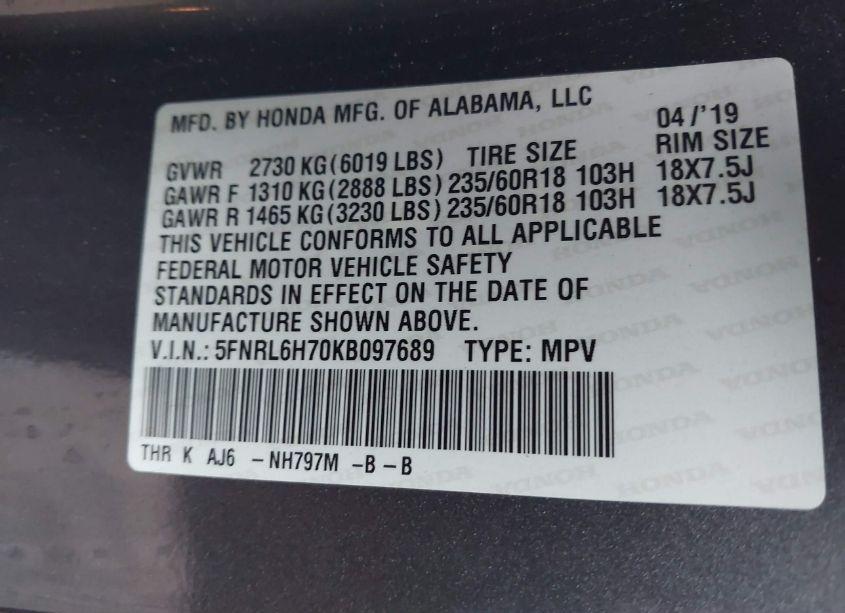 MFD. BY HONDA MFG. OF ALABAMA, LLC 04/'19
GVWR 2730 KG(6019 LBS) TIRE SIZE RIM SIZE
GAWR F 1310 KG(2888 LBS) 235/60R18 103H 18X7.5J
GAWR R 1465 KG(3230 LBS) 235/60R18 103H 18X7.5J
THIS VEHICLE CONFORMS TO ALL APPLICABLE
FEDERAL MOTOR VEHICLE SAFETY
STANDARDS IN EFFECT ON THE DATE OF
MANUFACTURE SHOWN ABOVE.
V.I.N.: 5FNRL6H70KB097689 TYPE: MPV
THR K AJ6 -NH797M -B-B